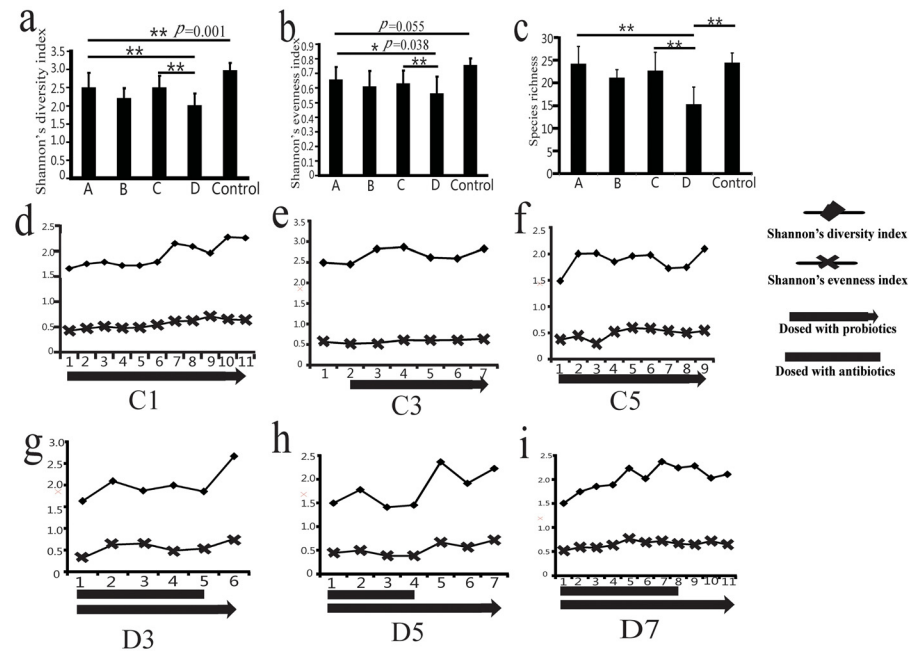 a
** p=0.001
**
**
Shannon's diversity index
3.5
3.0
2.5
2.0
1.5
1.0
0.5
0.0
A B C D Control
b
p=0.055
* p=0.038
**
Shannon's evenness index
0.9
0.8
0.7
0.6
0.5
0.4
0.3
0.2
0.1
0.0
A B C D Control
c
**
**
**
Species richness
30
25
20
15
10
5
0
A B C D Control
d
2.5
2.0
1.5
1.0
0.5
0
1 2 3 4 5 6 7 8 9 10 11
C1
e
3.5
3.0
2.5
2.0
1.5
1.0
0.5
0
1 2 3 4 5 6 7
C3
f
2.5
2.0
1.5
1.0
0.5
0
1 2 3 4 5 6 7 8 9
C5
Shannon's diversity index
Shannon's evenness index
Dosed with probiotics
Dosed with antibiotics
g
3.0
2.5
2.0
1.5
1.0
0.5
0
1 2 3 4 5 6
D3
h
2.5
2.0
1.5
1.0
0.5
0
1 2 3 4 5 6 7
D5
i
2.5
2.0
1.5
1.0
0.5
0
1 2 3 4 5 6 7 8 9 10 11
D7